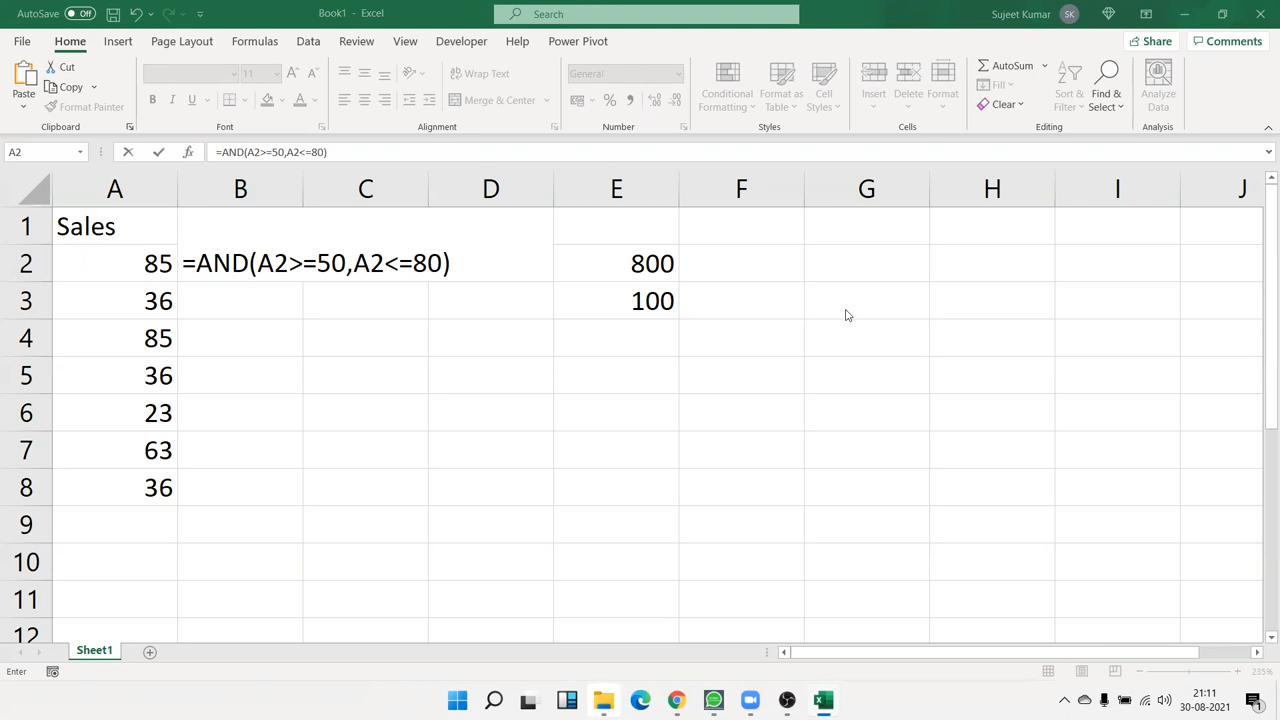 AutoSave Off Book1 - Excel Search Sujeet Kumar SK
File Home Insert Page Layout Formulas Data Review View Developer Help Power Pivot Share Comments
Paste Cut Copy Format Painter Clipboard
11 B I U A A A Font
Wrap Text Merge & Center Alignment
General % , Number
Conditional Formatting Format as Table Cell Styles Styles
Insert Delete Format Cells
AutoSum Fill Clear Sort & Filter Find & Select Editing
Analyze Data Analysis
A2 fx =AND(A2>=50,A2<=80)
A B C D E F G H I J
1 Sales
2 85 =AND(A2>=50,A2<=80) 800
3 36 100
4 85
5 36
6 23
7 63
8 36
9
10
11
12
Sheet1
Enter 235%
21:11
30-08-2021 1